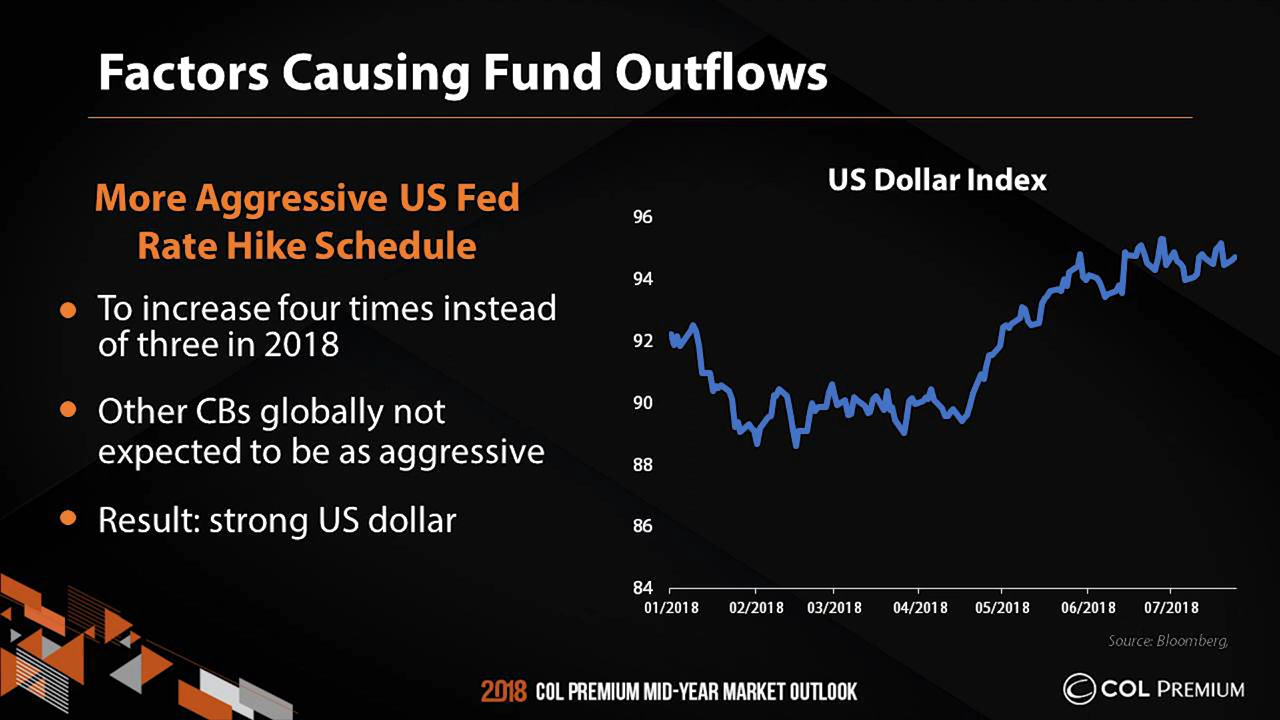 Factors Causing Fund Outflows
More Aggressive US Fed
Rate Hike Schedule
To increase four times instead
of three in 2018
Other CBs globally not
expected to be as aggressive
Result: strong US dollar
US Dollar Index
96
94
92
90
88
86
84
01/2018 02/2018 03/2018 04/2018 05/2018 06/2018 07/2018
Source: Bloomberg,
2018 COL PREMIUM MID-YEAR MARKET OUTLOOK
COL PREMIUM